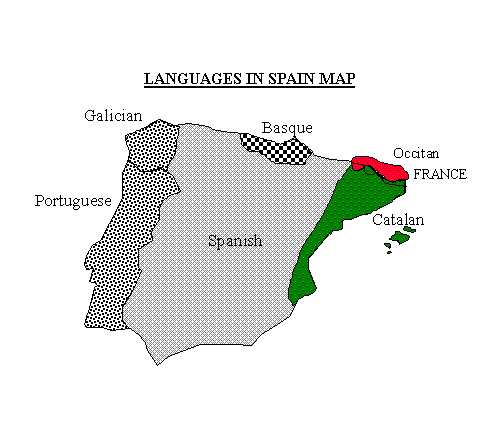 LANGUAGES IN SPAIN MAP
Galician
Basque
Occitan
FRANCE
Portuguese
Catalan
Spanish